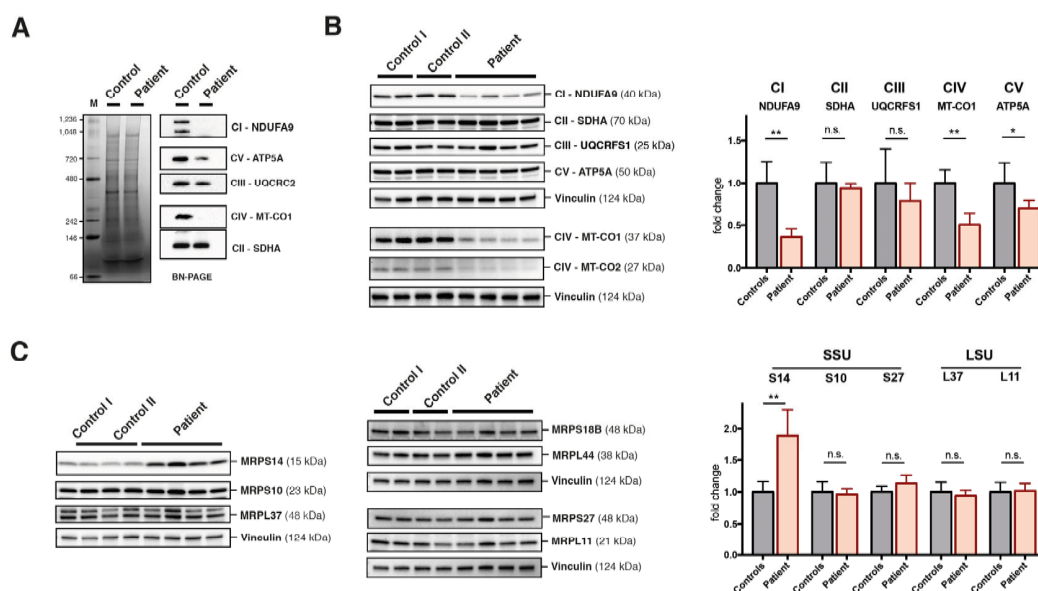 A
Control
Patient
M
1,236
1,048
720
480
242
146
66
BN-PAGE
Control
Patient
CI - NDUFA9
CV - ATP5A
CIII - UQCRC2
CIV - MT-CO1
CII - SDHA
B
Control I
Control II
Patient
CI - NDUFA9 (40 kDa)
CII - SDHA (70 kDa)
CIII - UQCRFS1 (25 kDa)
CV - ATP5A (50 kDa)
Vinculin (124 kDa)
CIV - MT-CO1 (37 kDa)
CIV - MT-CO2 (27 kDa)
Vinculin (124 kDa)
CI CII CIII CIV CV
NDUFA9 SDHA UQCRFS1 MT-CO1 ATP5A
** n.s. n.s. ** *
fold change
1.5
1.0
0.5
0.0
Controls Patient Controls Patient Controls Patient Controls Patient Controls Patient
C
Control I
Control II
Patient
MRPS14 (15 kDa)
MRPS10 (23 kDa)
MRPL37 (48 kDa)
Vinculin (124 kDa)
Control I
Control II
Patient
MRPS18B (48 kDa)
MRPL44 (38 kDa)
Vinculin (124 kDa)
MRPS27 (48 kDa)
MRPL11 (21 kDa)
Vinculin (124 kDa)
SSU LSU
S14 S10 S27 L37 L11
** n.s. n.s. n.s. n.s.
fold change
2.0
1.5
1.0
0.5
0.0
Controls Patient Controls Patient Controls Patient Controls Patient Controls Patient